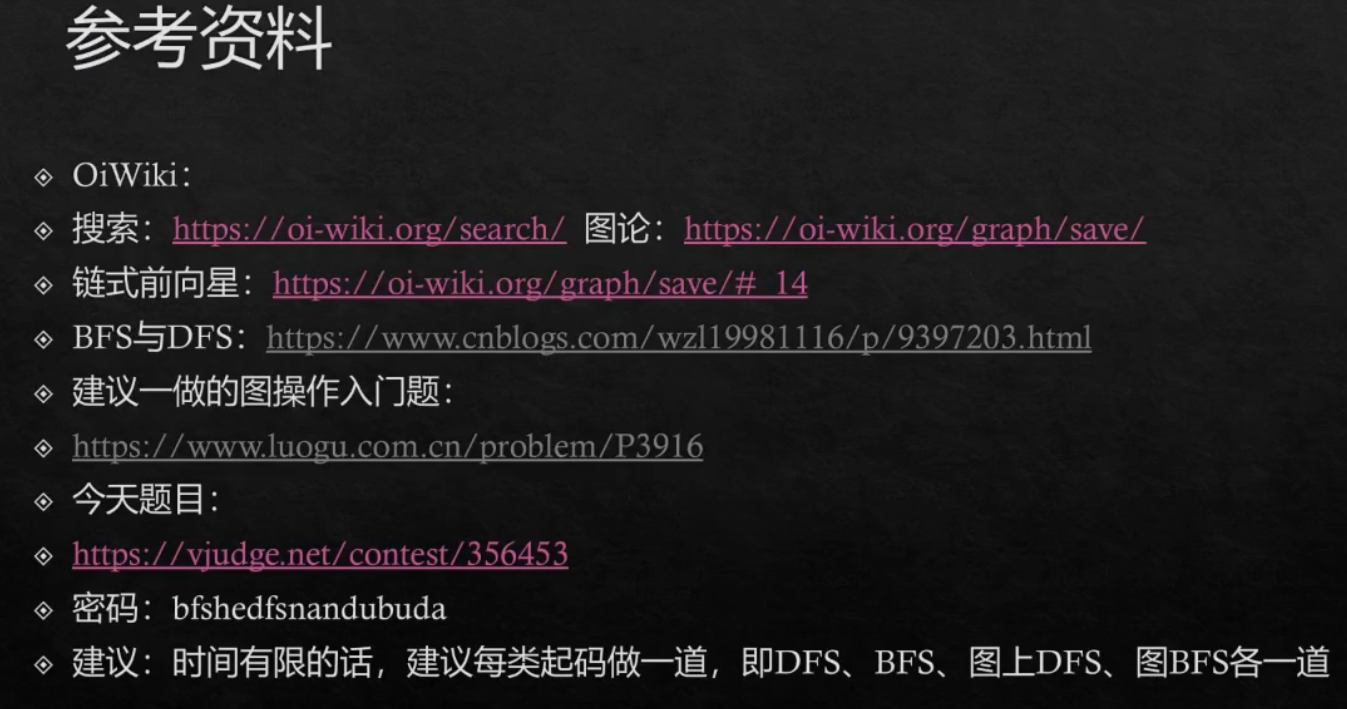 参考资料
OiWiki：
搜索：https://oi-wiki.org/search/ 图论：https://oi-wiki.org/graph/save/
链式前向星：https://oi-wiki.org/graph/save/#_14
BFS与DFS：https://www.cnblogs.com/wzl19981116/p/9397203.html
建议一做的图操作入门题：
https://www.luogu.com.cn/problem/P3916
今天题目：
https://vjudge.net/contest/356453
密码：bfshedfsnandubuda
建议：时间有限的话，建议每类起码做一道，即DFS、BFS、图上DFS、图BFS各一道